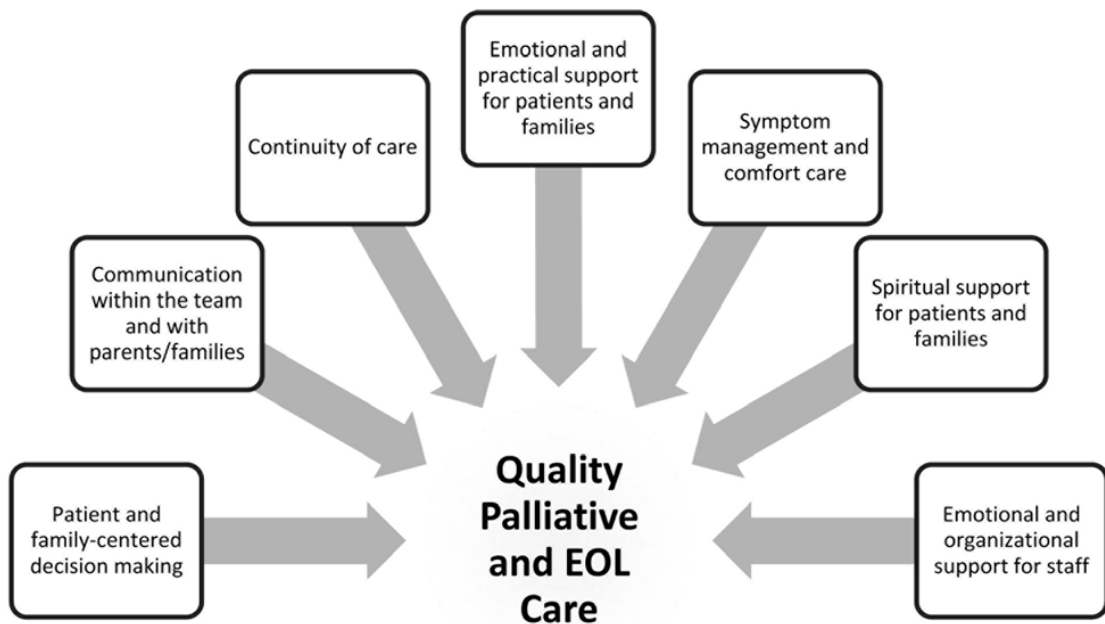 Emotional and
practical support
for patients and
families
Continuity of care
Symptom
management and
comfort care
Communication
within the team
and with
parents/families
Spiritual support
for patients and
families
Patient and
family-centered
decision making
Quality
Palliative
and EOL
Care
Emotional and
organizational
support for staff